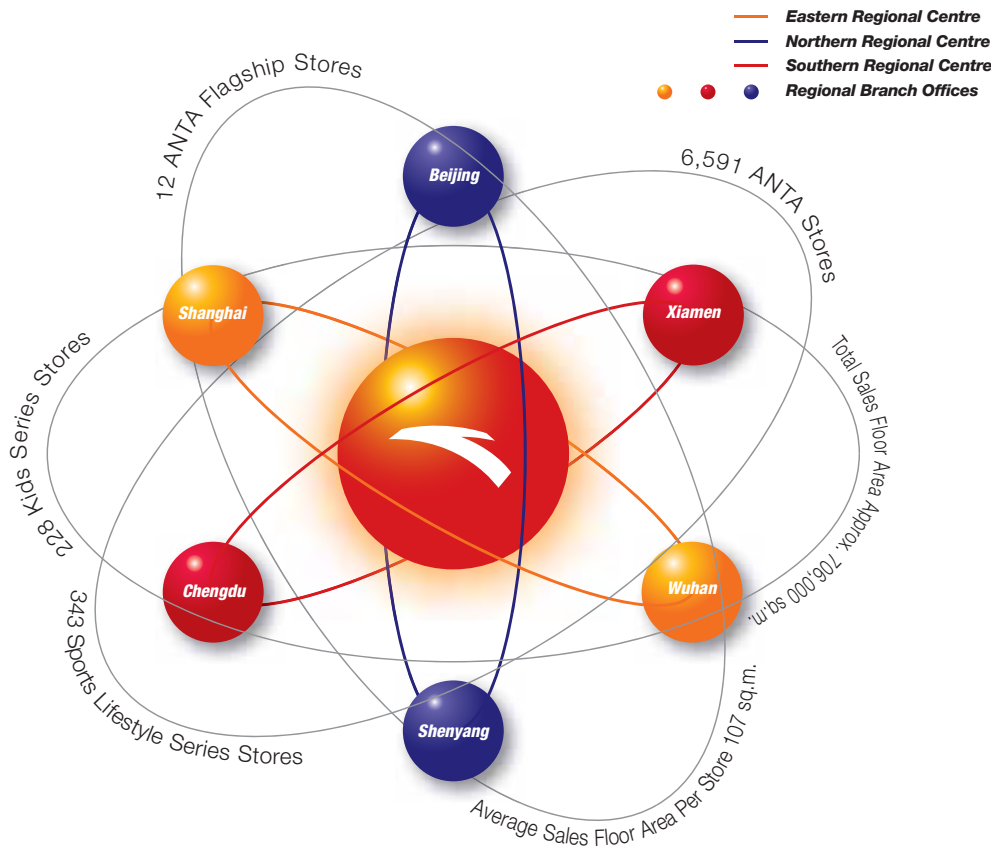 Eastern Regional Centre
Northern Regional Centre
Southern Regional Centre
Regional Branch Offices
12 ANTA Flagship Stores
6,591 ANTA Stores
Beijing
Shanghai
Xiamen
228 Kids Series Stores
Total Sales Floor Area Approx. 706,000 sq.m.
Chengdu
Wuhan
343 Sports Lifestyle Series Stores
Shenyang
Average Sales Floor Area Per Store 107 sq.m.